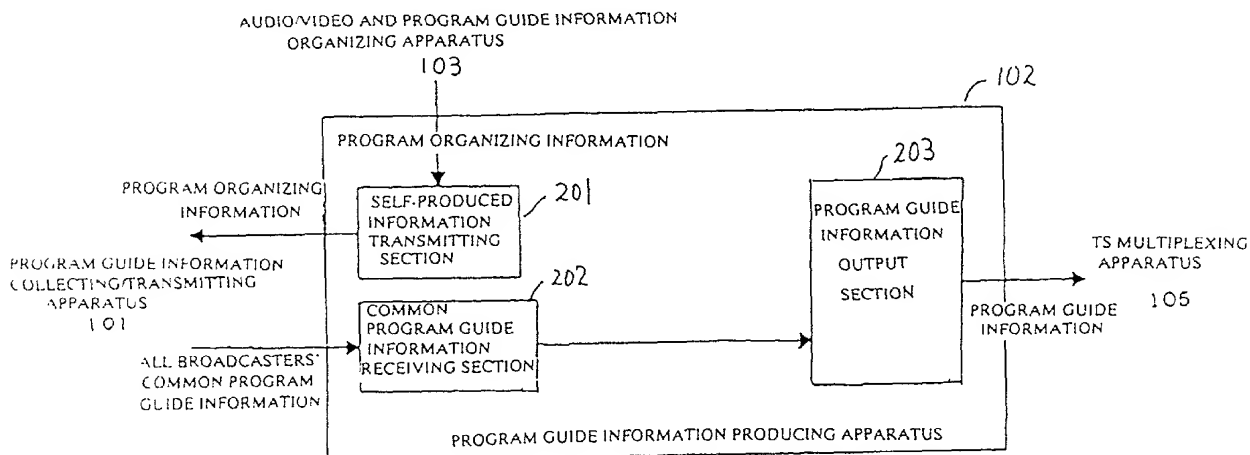 AUDIO/VIDEO AND PROGRAM GUIDE INFORMATION
ORGANIZING APPARATUS
103
102
PROGRAM ORGANIZING INFORMATION
203
PROGRAM ORGANIZING
INFORMATION
SELF-PRODUCED
INFORMATION
TRANSMITTING
SECTION
201
PROGRAM GUIDE
INFORMATION
OUTPUT
SECTION
TS MULTIPLEXING
APPARATUS
105
PROGRAM GUIDE INFORMATION
COLLECTING/TRANSMITTING
APPARATUS
101
202
COMMON
PROGRAM GUIDE
INFORMATION
RECEIVING SECTION
PROGRAM GUIDE
INFORMATION
ALL BROADCASTERS'
COMMON PROGRAM
GUIDE INFORMATION
PROGRAM GUIDE INFORMATION PRODUCING APPARATUS